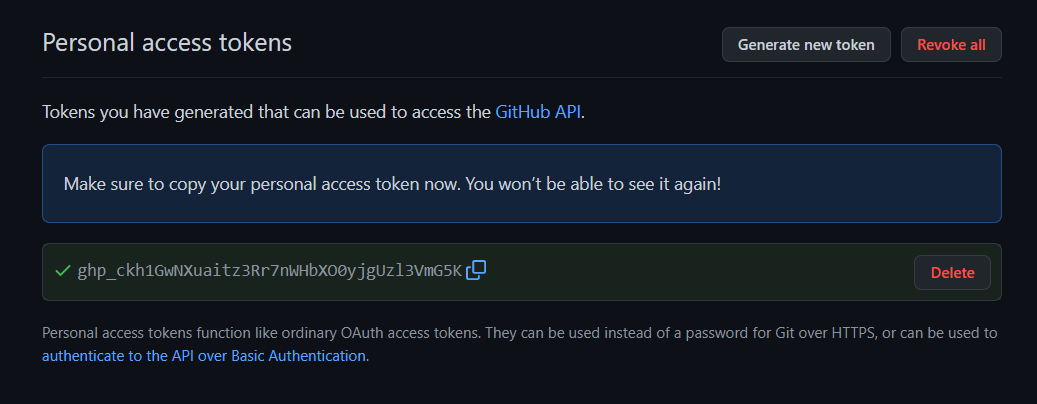 Personal access tokens
Generate new token
Revoke all
Tokens you have generated that can be used to access the GitHub API.
Make sure to copy your personal access token now. You won’t be able to see it again!
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
Delete
Personal access tokens function like ordinary OAuth access tokens. They can be used instead of a password for Git over HTTPS, or can be used to
authenticate to the API over Basic Authentication.